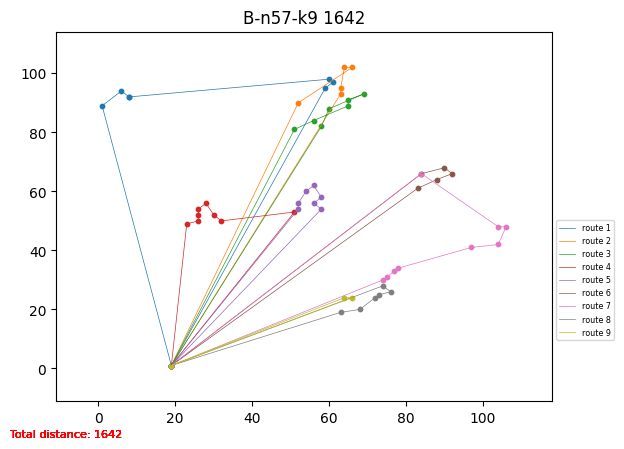 B-n57-k9 1642
100
80
60
40
20
0
0 20 40 60 80 100
route 1
route 2
route 3
route 4
route 5
route 6
route 7
route 8
route 9
Total distance: 1642